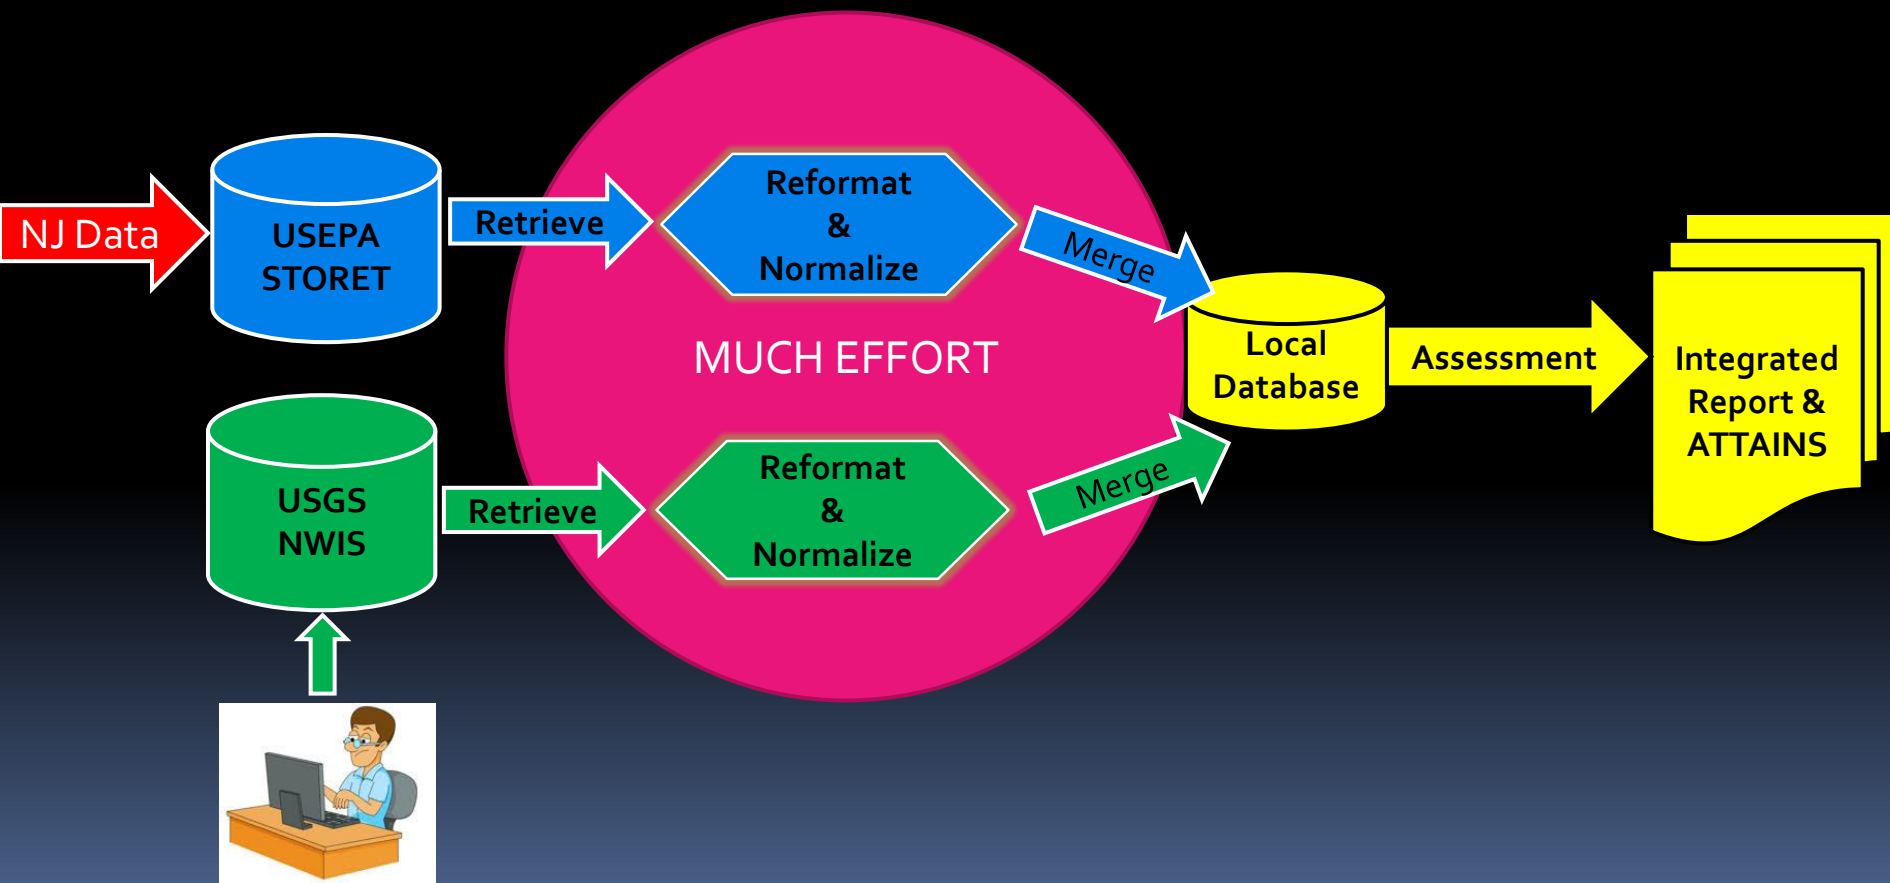 NJ Data
USEPA
STORET
Retrieve
Reformat
&
Normalize
Merge
MUCH EFFORT
USGS
NWIS
Retrieve
Reformat
&
Normalize
Merge
Local
Database
Assessment
Integrated
Report &
ATTAINS